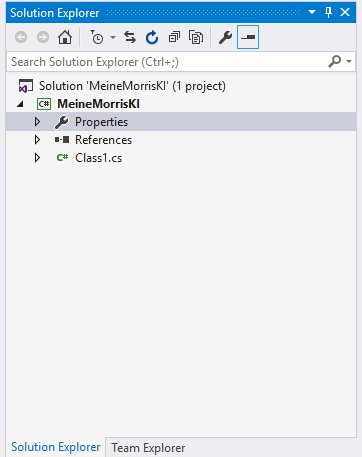 Solution Explorer
Search Solution Explorer (Ctrl+;)
Solution 'MeineMorrisKI' (1 project)
C# MeineMorrisKI
Properties
References
C# Class1.cs
Solution Explorer Team Explorer